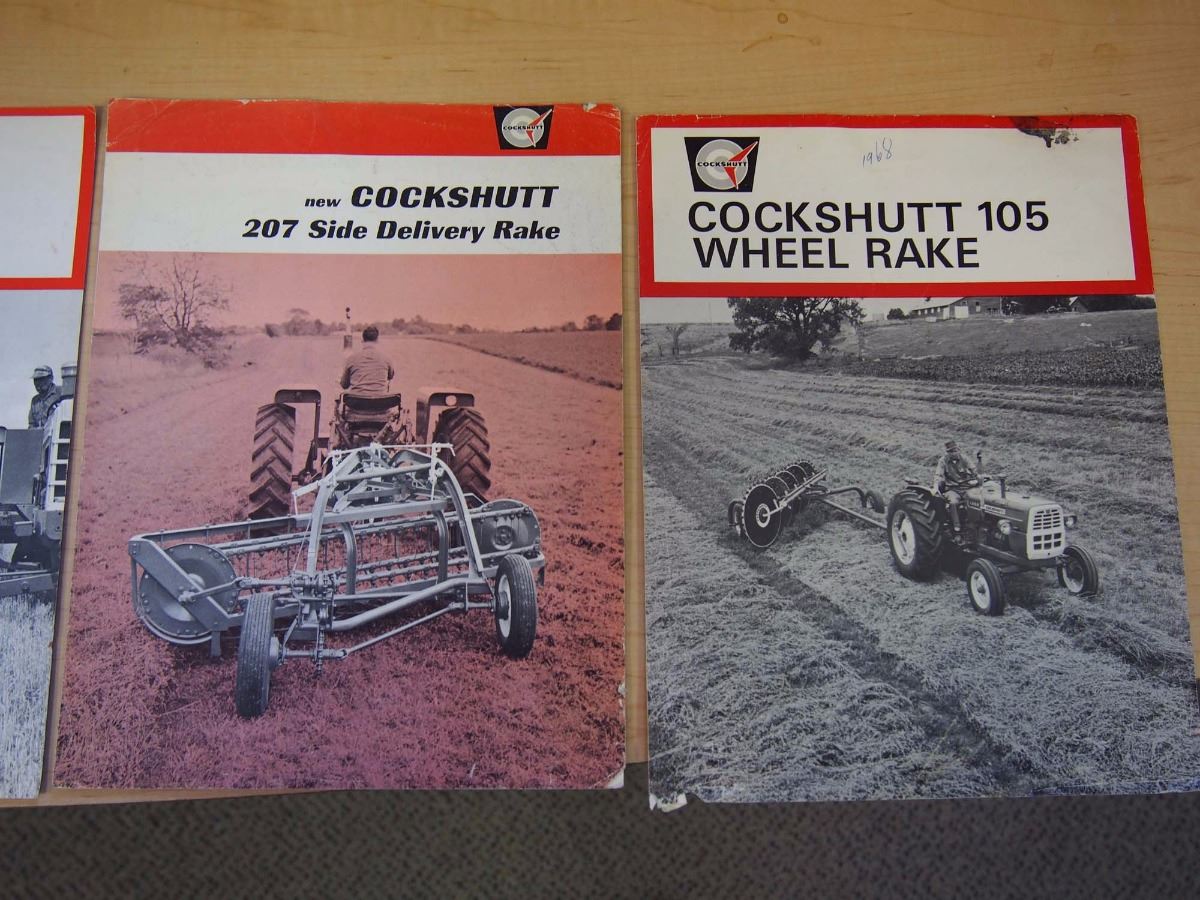 COCKSHUTT
new COCKSHUTT
207 Side Delivery Rake
COCKSHUTT
1968
COCKSHUTT 105
WHEEL RAKE